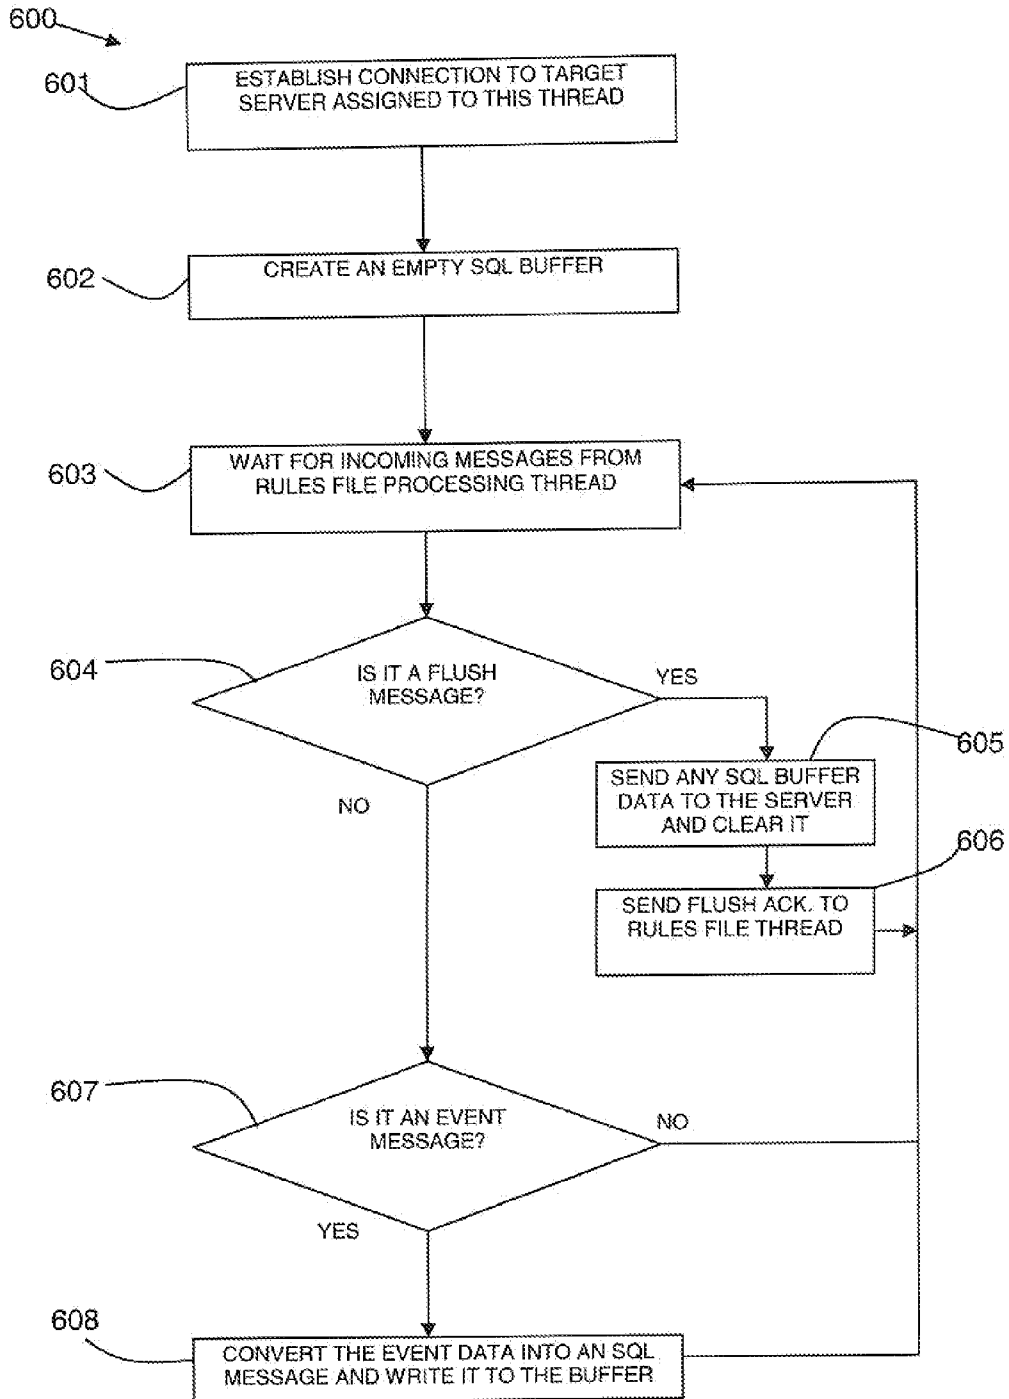 600
601
ESTABLISH CONNECTION TO TARGET
SERVER ASSIGNED TO THIS THREAD
602
CREATE AN EMPTY SQL BUFFER
603
WAIT FOR INCOMING MESSAGES FROM
RULES FILE PROCESSING THREAD
604
IS IT A FLUSH
MESSAGE?
YES
NO
605
SEND ANY SQL BUFFER
DATA TO THE SERVER
AND CLEAR IT
606
SEND FLUSH ACK. TO
RULES FILE THREAD
607
IS IT AN EVENT
MESSAGE?
NO
YES
608
CONVERT THE EVENT DATA INTO AN SQL
MESSAGE AND WRITE IT TO THE BUFFER